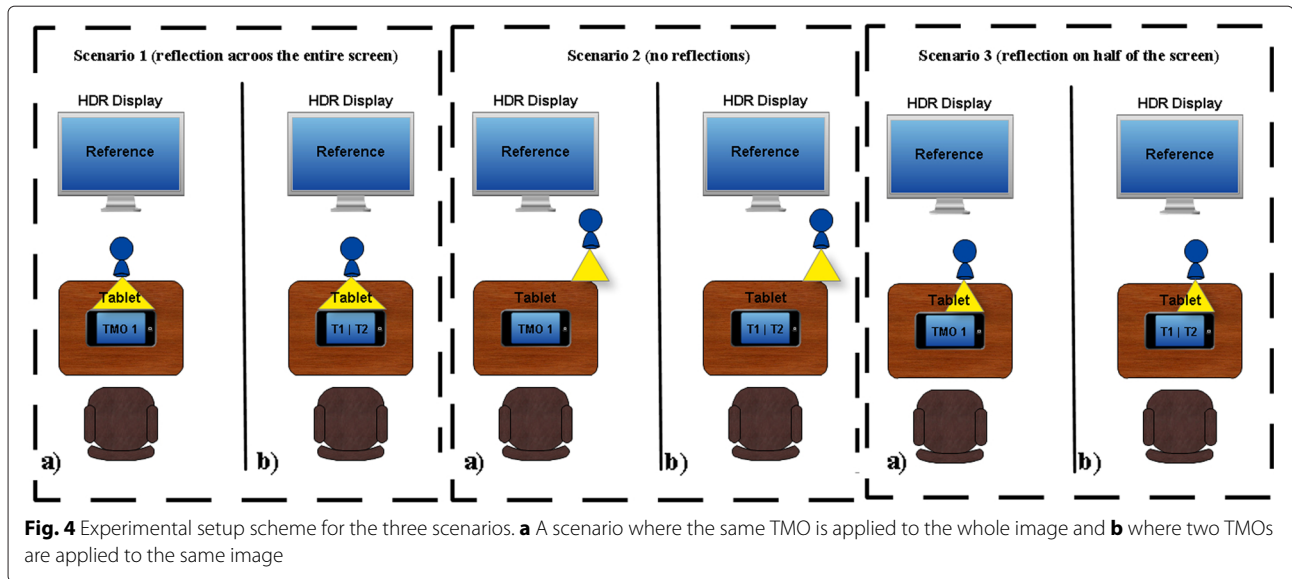 Scenario 1 (reflection acroos the entire screen)
HDR Display
Reference
Tablet
TMO 1
a)
HDR Display
Reference
Tablet
T1 | T2
b)
Scenario 2 (no reflections)
HDR Display
Reference
Tablet
TMO 1
a)
HDR Display
Reference
Tablet
T1 | T2
b)
Scenario 3 (reflection on half of the screen)
HDR Display
Reference
Tablet
TMO 1
a)
HDR Display
Reference
Tablet
T1 | T2
b)
Fig. 4 Experimental setup scheme for the three scenarios. a A scenario where the same TMO is applied to the whole image and b where two TMOs
are applied to the same image